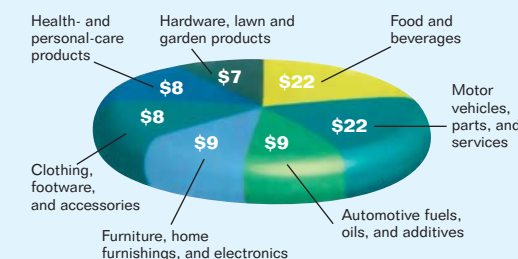 Health- and
personal-care
products
Hardware, lawn and
garden products
Food and
beverages
$8
$7
$22
Motor
vehicles,
parts, and
services
$8
$22
$9
$9
Clothing,
footware,
and accessories
Automotive fuels,
oils, and additives
Furniture, home
furnishings, and electronics